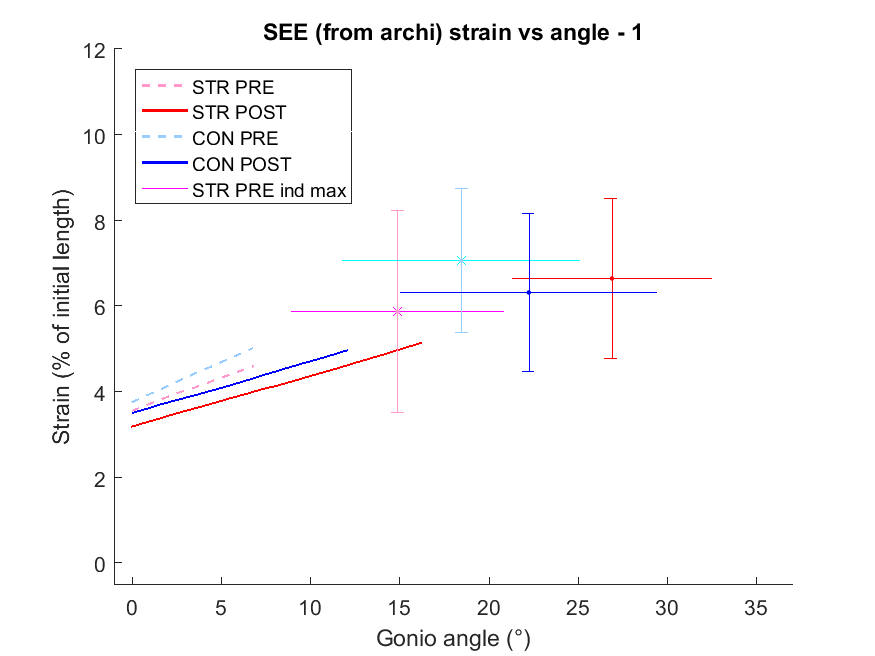 SEE (from archi) strain vs angle - 1
12
10
8
6
4
2
0
Strain (% of initial length)
STR PRE
STR POST
CON PRE
CON POST
STR PRE ind max
0 5 10 15 20 25 30 35
Gonio angle (°)